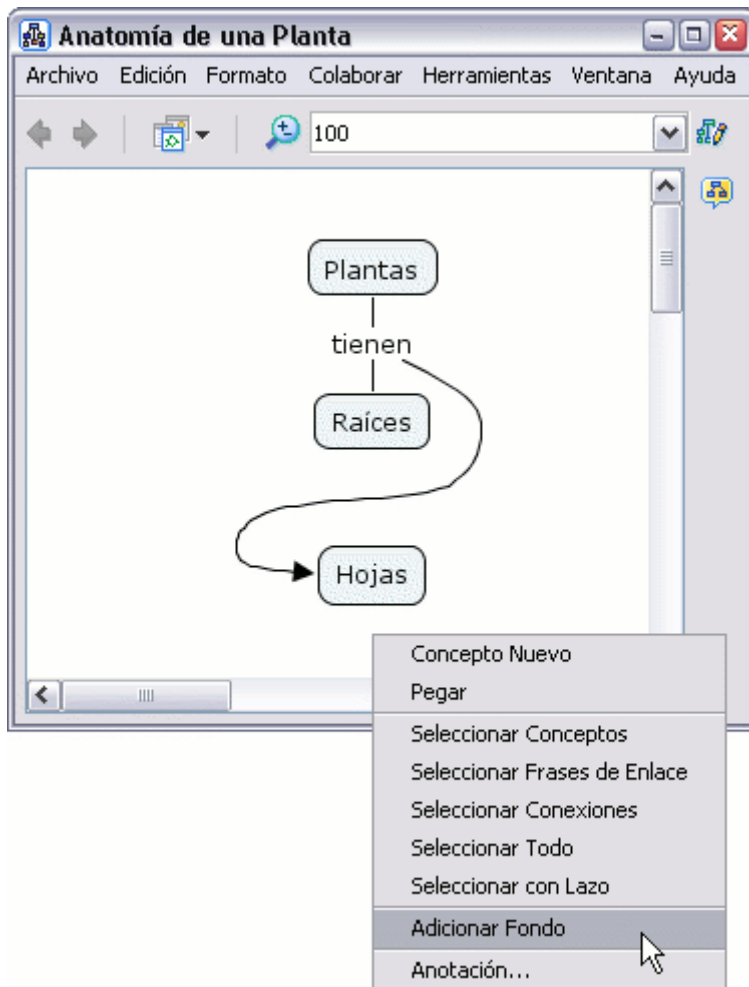 Anatomía de una Planta
Archivo Edición Formato Colaborar Herramientas Ventana Ayuda
100
Plantas
tienen
Raíces
Hojas
Concepto Nuevo
Pegar
Seleccionar Conceptos
Seleccionar Frases de Enlace
Seleccionar Conexiones
Seleccionar Todo
Seleccionar con Lazo
Adicionar Fondo
Anotación...